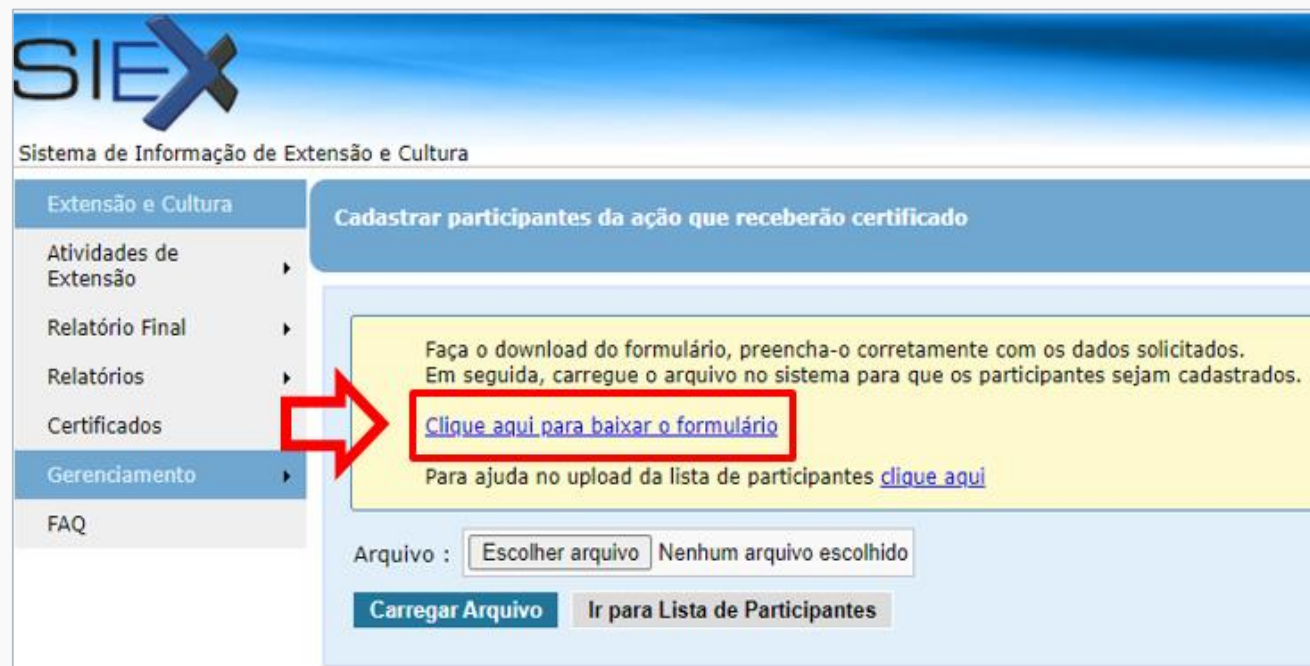 SIEX
Sistema de Informação de Extensão e Cultura
Extensão e Cultura
Atividades de
Extensão
Relatório Final
Relatórios
Certificados
Gerenciamento
FAQ
Cadastrar participantes da ação que receberão certificado
Faça o download do formulário, preencha-o corretamente com os dados solicitados.
Em seguida, carregue o arquivo no sistema para que os participantes sejam cadastrados.
Clique aqui para baixar o formulário
Para ajuda no upload da lista de participantes clique aqui
Arquivo : Escolher arquivo Nenhum arquivo escolhido
Carregar Arquivo Ir para Lista de Participantes